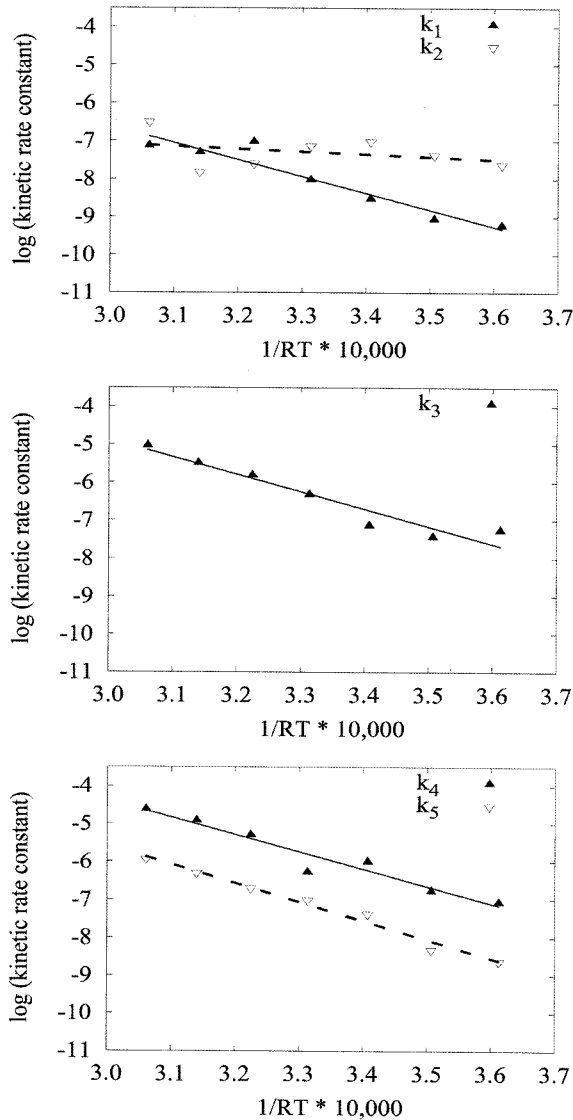 k1
k2
-4
-5
-6
-7
-8
-9
-10
-11
log (kinetic rate constant)
3.0 3.1 3.2 3.3 3.4 3.5 3.6 3.7
1/RT * 10,000
k3
-4
-5
-6
-7
-8
-9
-10
-11
log (kinetic rate constant)
3.0 3.1 3.2 3.3 3.4 3.5 3.6 3.7
1/RT * 10,000
k4
k5
-4
-5
-6
-7
-8
-9
-10
-11
log (kinetic rate constant)
3.0 3.1 3.2 3.3 3.4 3.5 3.6 3.7
1/RT * 10,000